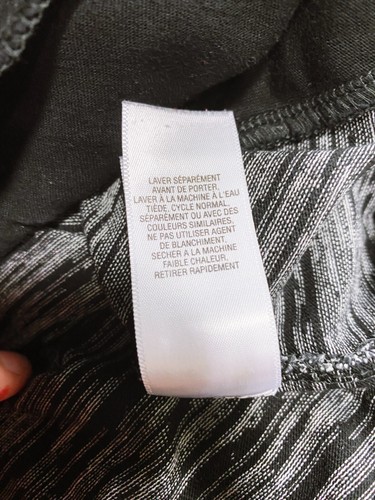 LAVER SÉPARÉMENT
AVANT DE PORTER.
LAVER À LA MACHINE À L'EAU
TIÈDE, CYCLE NORMAL.
SÉPARÉMENT OU AVEC DES
COULEURS SIMILAIRES.
NE PAS UTILISER AGENT
DE BLANCHIMENT.
SECHER A LA MACHINE
FAIBLE CHALEUR,
RETIRER RAPIDEMENT